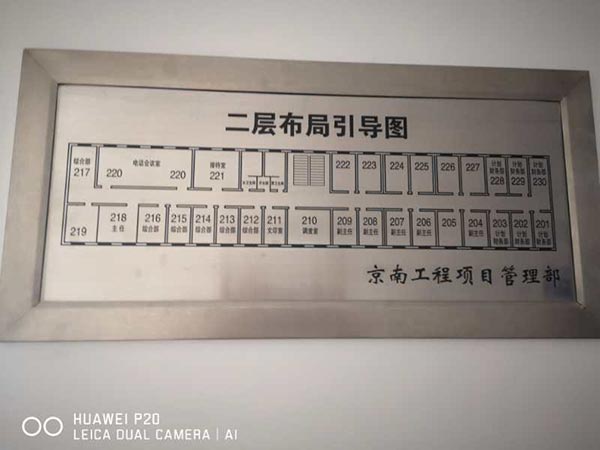 二层布局引导图
综合部 217
电话会议室 220 220
接待室 221
222
223
224
225
226
227
计划财务部 228
计划财务部 229
计划财务部 230
219
218 主任
216 综合部
215 综合部
214 综合部
213 综合部
212 综合部
211 文印室
210 调度室
209 副主任
208 副主任
207 副主任
206 副主任
205
204 副主任
203 计划财务部
202 计划财务部
201 计划财务部
京南工程项目管理部
HUAWEI P20
LEICA DUAL CAMERA | AI